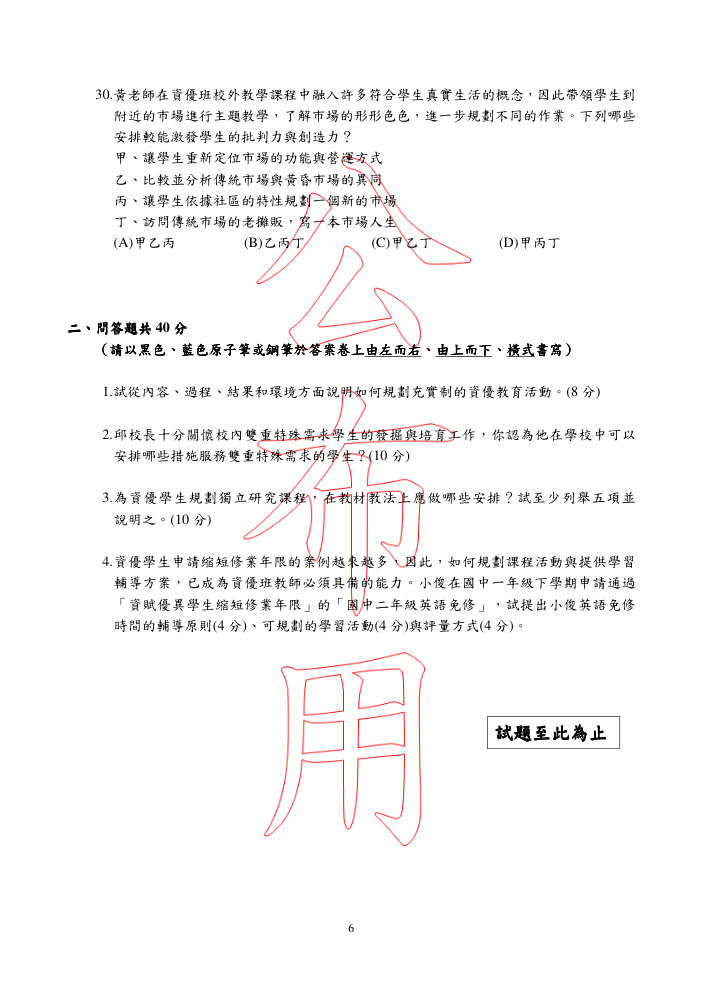 30.黃老師在資優班校外教學課程中融入許多符合學生真實生活的概念，因此帶領學生到
附近的市場進行主題教學，了解市場的形形色色，進一步規劃不同的作業。下列哪些
安排較能激發學生的批判力與創造力？
甲、讓學生重新定位市場的功能與營運方式
乙、比較並分析傳統市場與黃昏市場的異同
丙、讓學生依據社區的特性規劃一個新的市場
丁、訪問傳統市場的老攤販，寫一本市場人生
(A)甲乙丙 (B)乙丙丁 (C)甲乙丁 (D)甲丙丁
二、問答題共 40 分
（請以黑色、藍色原子筆或鋼筆於答案卷上由左而右、由上而下、橫式書寫）
1.試從內容、過程、結果和環境方面說明如何規劃充實制的資優教育活動。(8 分)
2.邱校長十分關懷校內雙重特殊需求學生的發掘與培育工作，你認為他在學校中可以
安排哪些措施服務雙重特殊需求的學生？(10 分)
3.為資優學生規劃獨立研究課程，在教材教法上應做哪些安排？試至少列舉五項並
說明之。(10 分)
4.資優學生申請縮短修業年限的案例越來越多，因此，如何規劃課程活動與提供學習
輔導方案，已成為資優班教師必須具備的能力。小俊在國中一年級下學期申請通過
「資賦優異學生縮短修業年限」的「國中二年級英語免修」，試提出小俊英語免修
時間的輔導原則(4 分)、可規劃的學習活動(4 分)與評量方式(4 分)。
試題至此為止
公布用
6